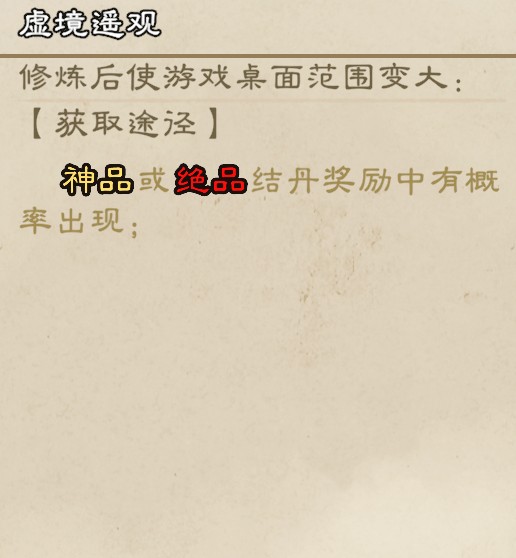 虚境遥观
修炼后使游戏桌面范围变大：
【获取途径】
神品或绝品结丹奖励中有概
率出现；